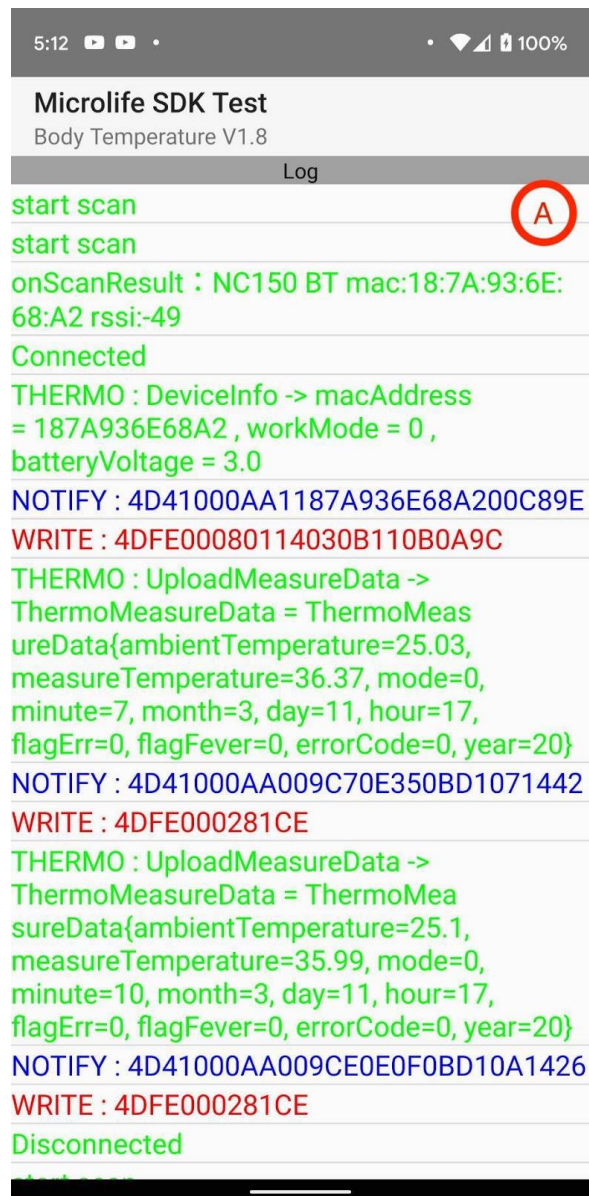 5:12
100%
Microlife SDK Test
Body Temperature V1.8
Log
start scan
A
start scan
onScanResult：NC150 BT mac:18:7A:93:6E:
68:A2 rssi:-49
Connected
THERMO : DeviceInfo -> macAddress
= 187A936E68A2 , workMode = 0 ,
batteryVoltage = 3.0
NOTIFY : 4D41000AA1187A936E68A200C89E
WRITE : 4DFE00080114030B110B0A9C
THERMO : UploadMeasureData ->
ThermoMeasureData = ThermoMeas
ureData{ambientTemperature=25.03,
measureTemperature=36.37, mode=0,
minute=7, month=3, day=11, hour=17,
flagErr=0, flagFever=0, errorCode=0, year=20}
NOTIFY : 4D41000AA009C70E350BD1071442
WRITE : 4DFE000281CE
THERMO : UploadMeasureData ->
ThermoMeasureData = ThermoMea
sureData{ambientTemperature=25.1,
measureTemperature=35.99, mode=0,
minute=10, month=3, day=11, hour=17,
flagErr=0, flagFever=0, errorCode=0, year=20}
NOTIFY : 4D41000AA009CE0E0F0BD10A1426
WRITE : 4DFE000281CE
Disconnected